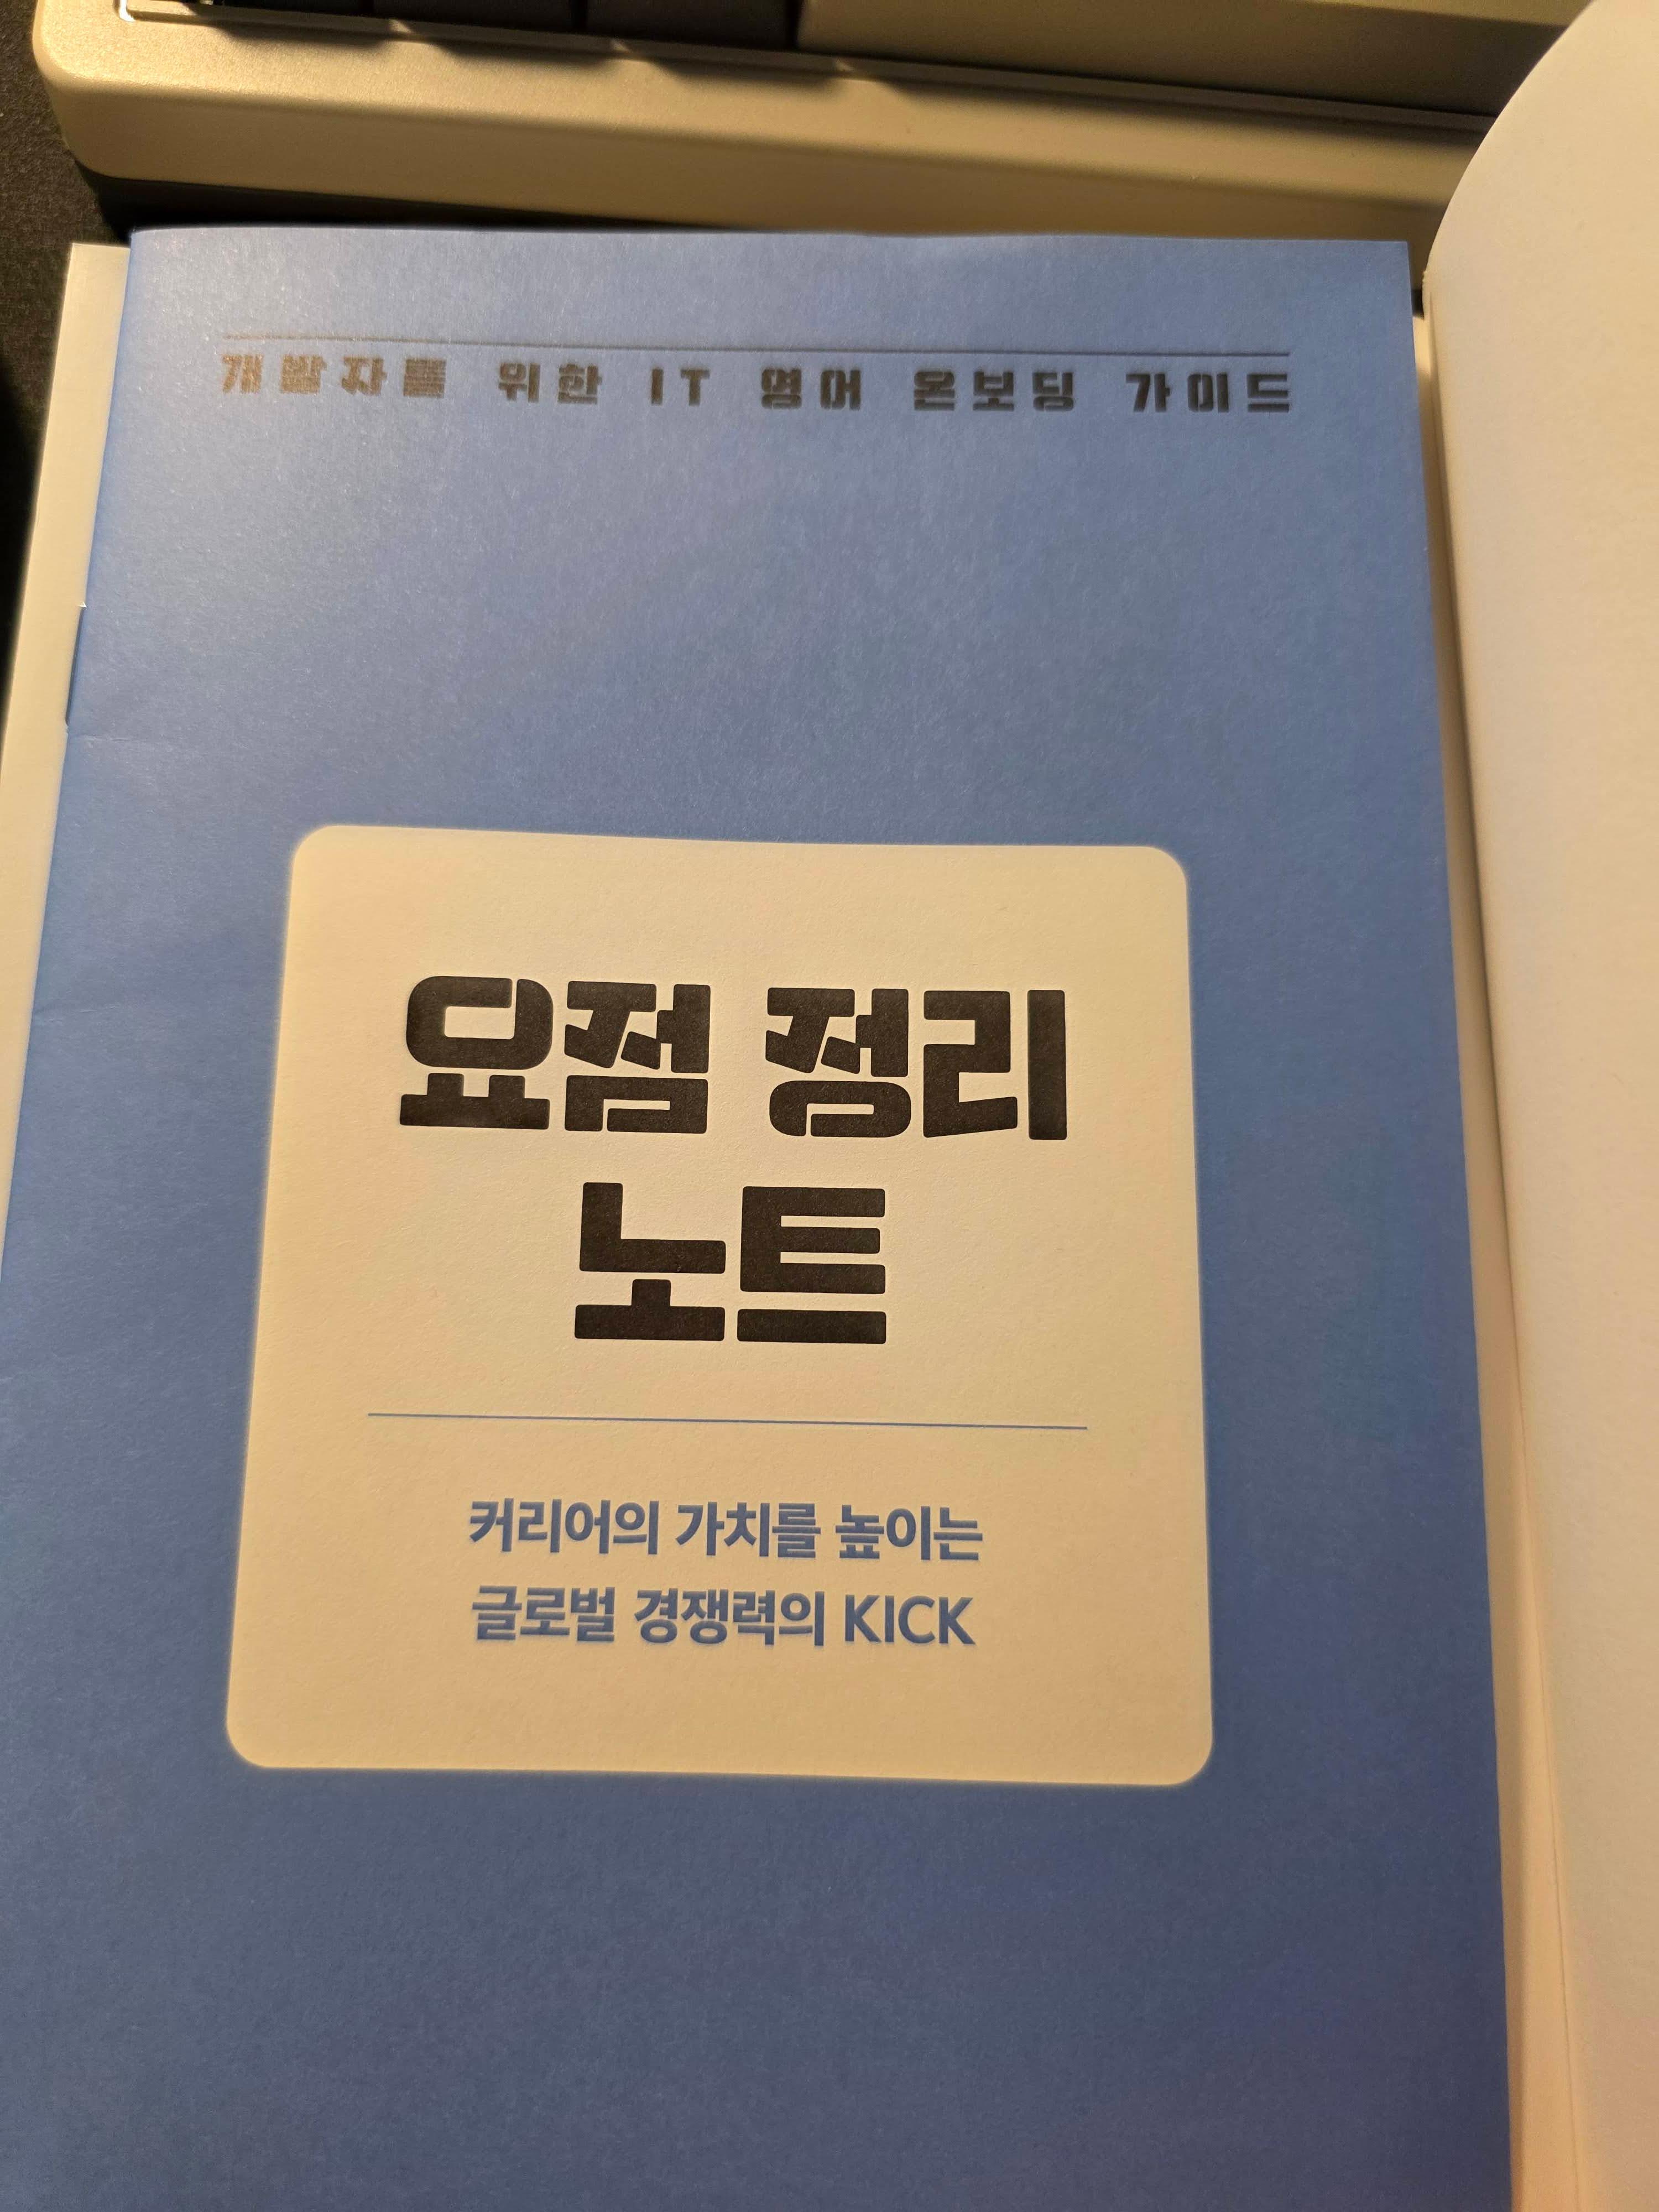 개발자를 위한 IT 영어 온보딩 가이드
요점 정리
노트
커리어의 가치를 높이는
글로벌 경쟁력의 KICK